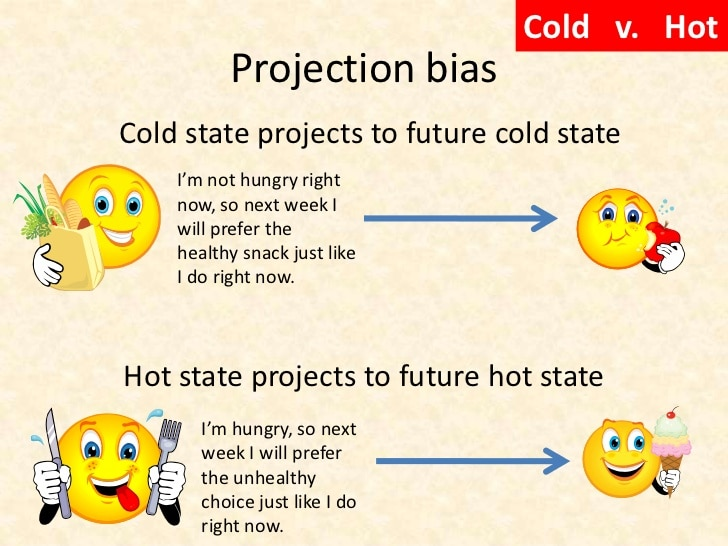 Cold v. Hot
Projection bias
Cold state projects to future cold state
I’m not hungry right
now, so next week I
will prefer the
healthy snack just like
I do right now.
Hot state projects to future hot state
I’m hungry, so next
week I will prefer
the unhealthy
choice just like I do
right now.